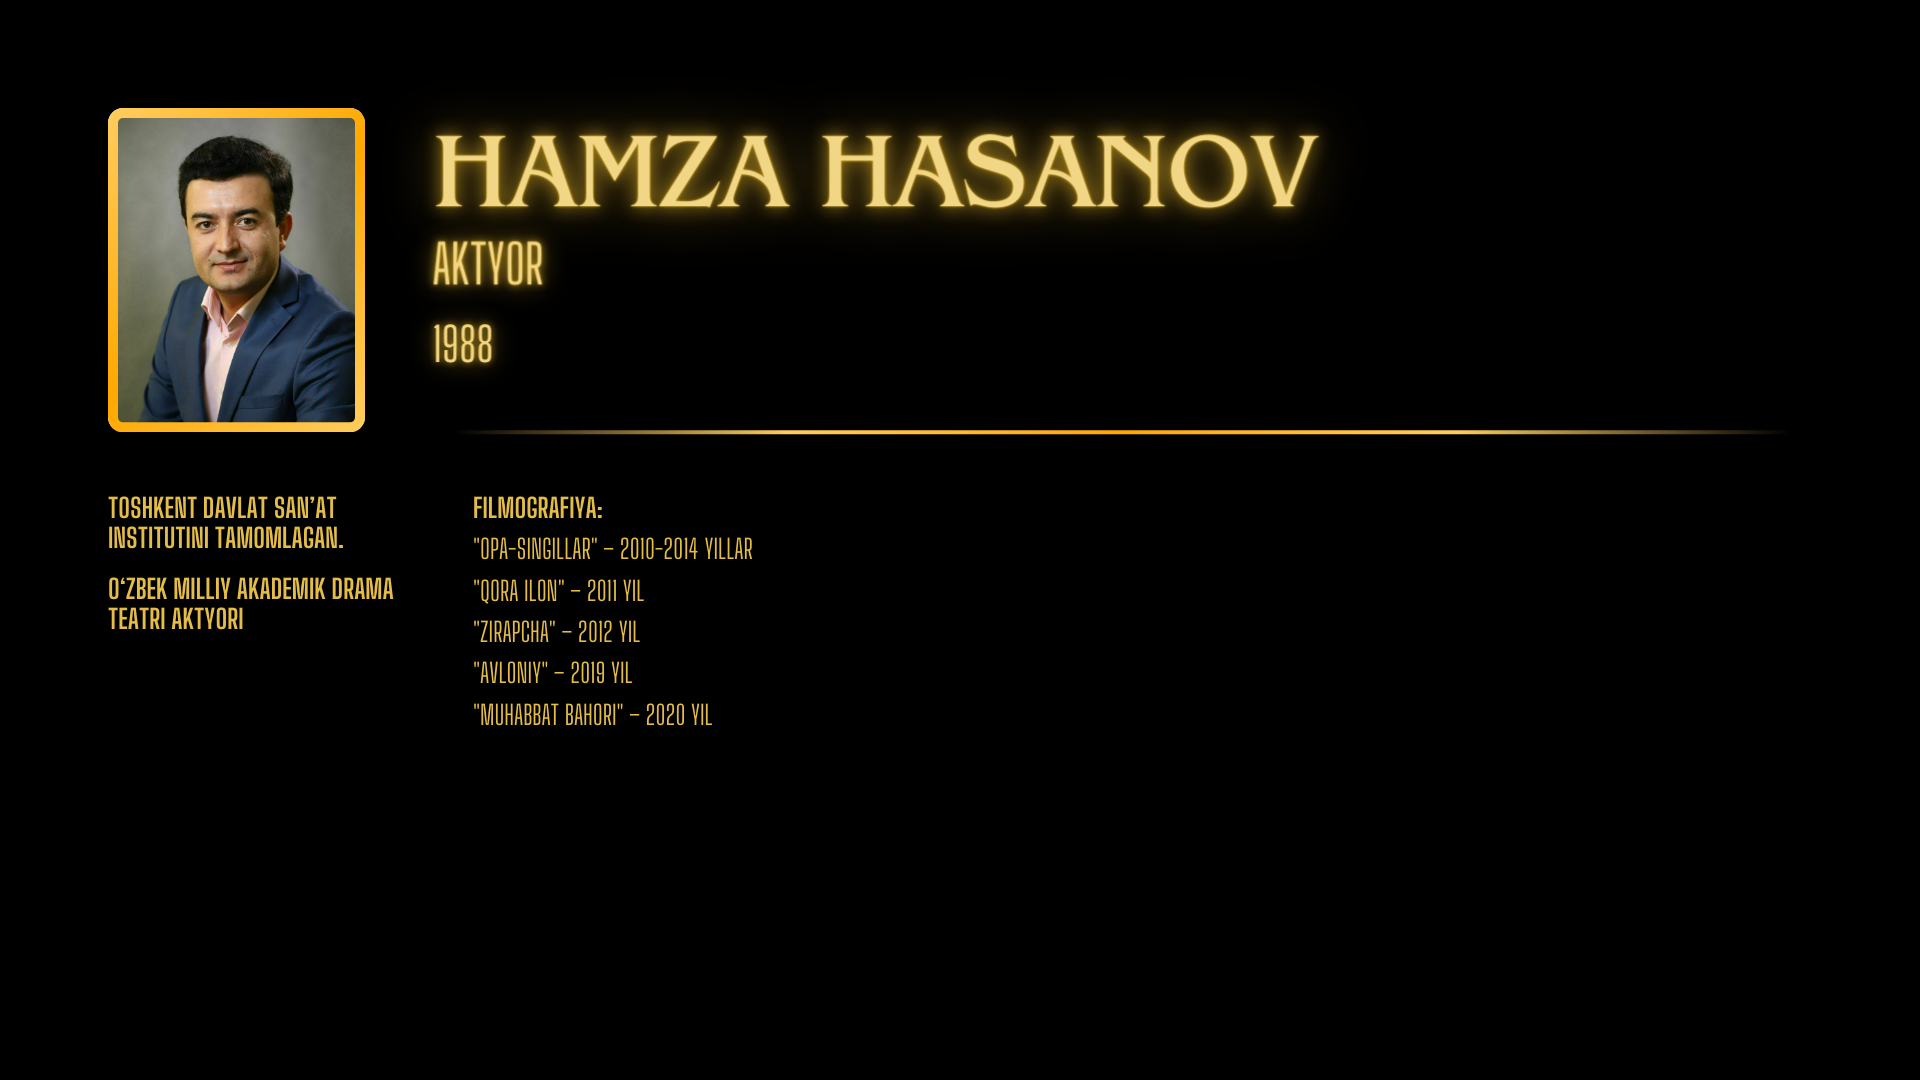 HAMZA HASANOV
AKTYOR
1988
TOSHKENT DAVLAT SAN’AT
INSTITUTINI TAMOMLAGAN.
O‘ZBEK MILLIY AKADEMIK DRAMA
TEATRI AKTYORI
FILMOGRAFIYA:
"OPA-SINGILLAR" – 2010-2014 YILLAR
"QORA ILON" – 2011 YIL
"ZIRAPCHA" – 2012 YIL
"AVLONIY" – 2019 YIL
"MUHABBAT BAHORI" – 2020 YIL